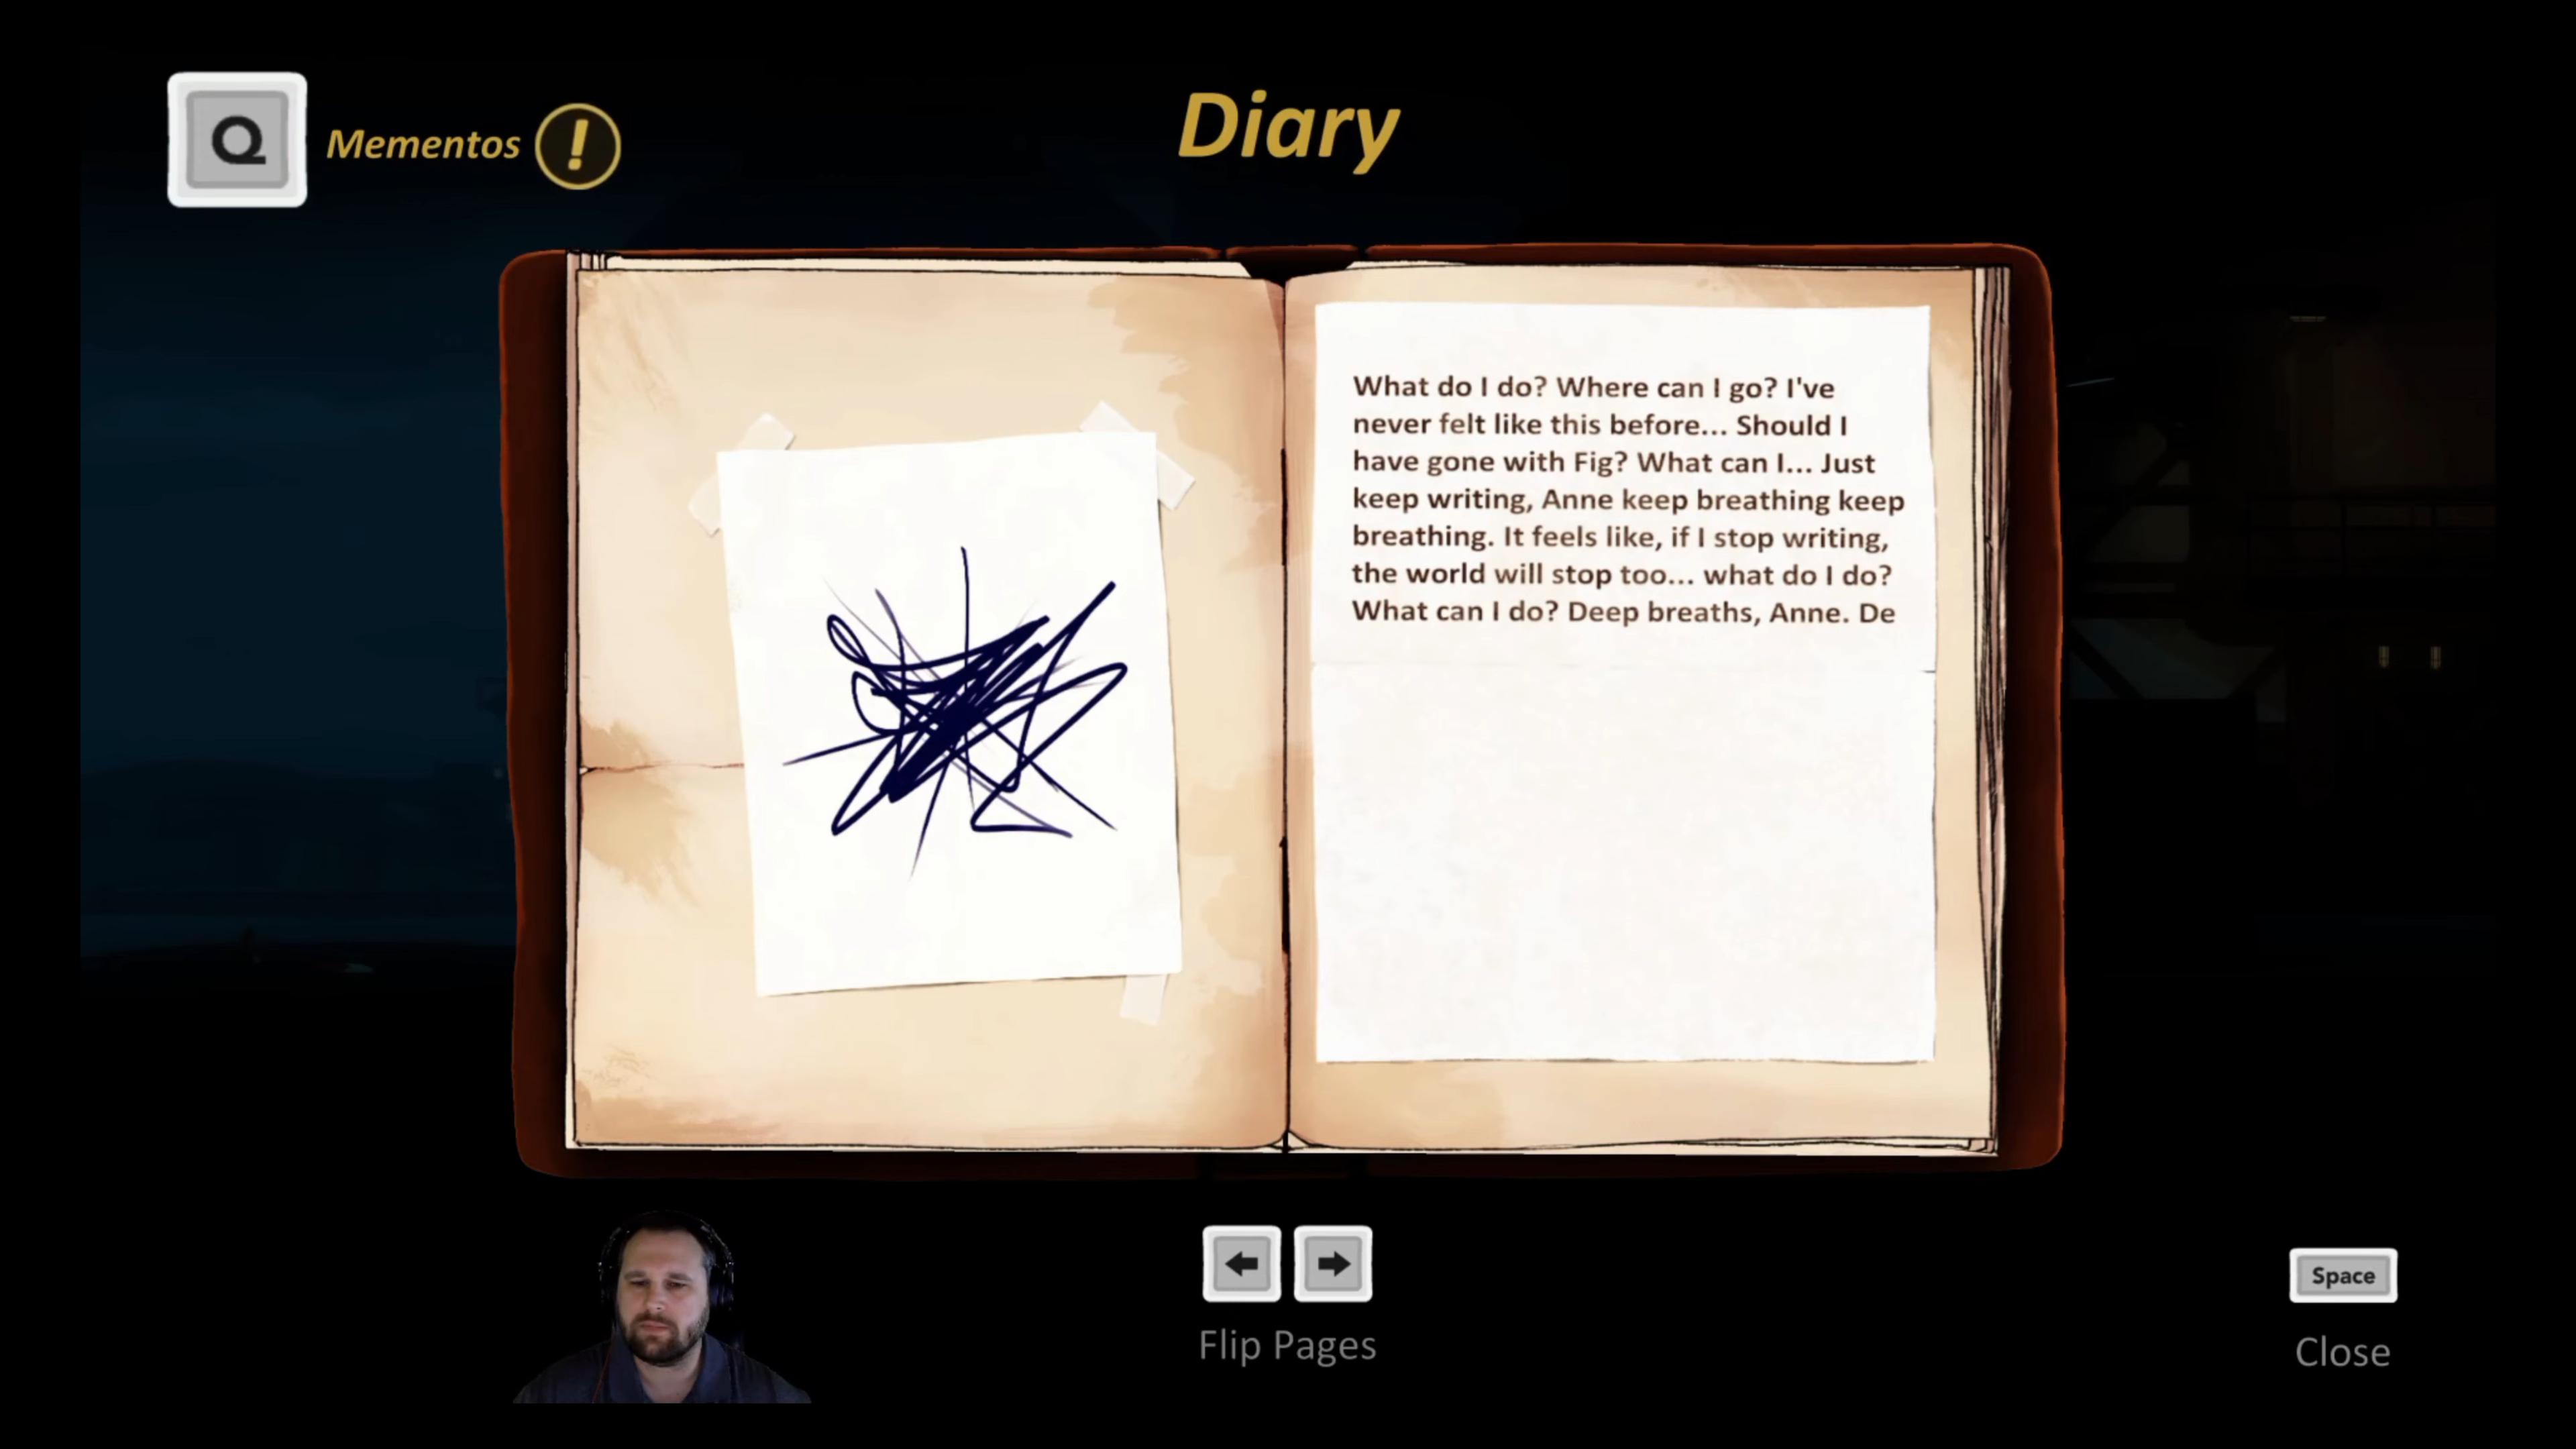 Q
Mementos !
Diary
What do I do? Where can I go? I've
never felt like this before... Should I
have gone with Fig? What can I... Just
keep writing, Anne keep breathing keep
breathing. It feels like, if I stop writing,
the world will stop too... what do I do?
What can I do? Deep breaths, Anne. De
Flip Pages
Space
Close